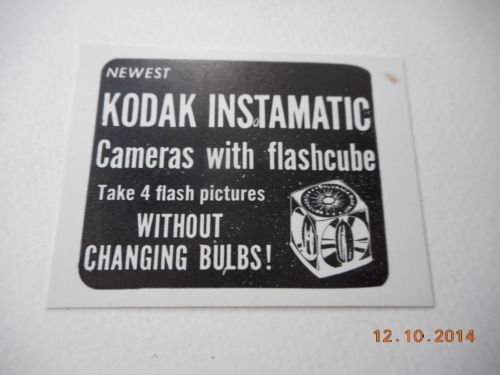 NEWEST
KODAK INSTAMATIC
Cameras with flashcube
Take 4 flash pictures
WITHOUT
CHANGING BULBS!
12.10.2014